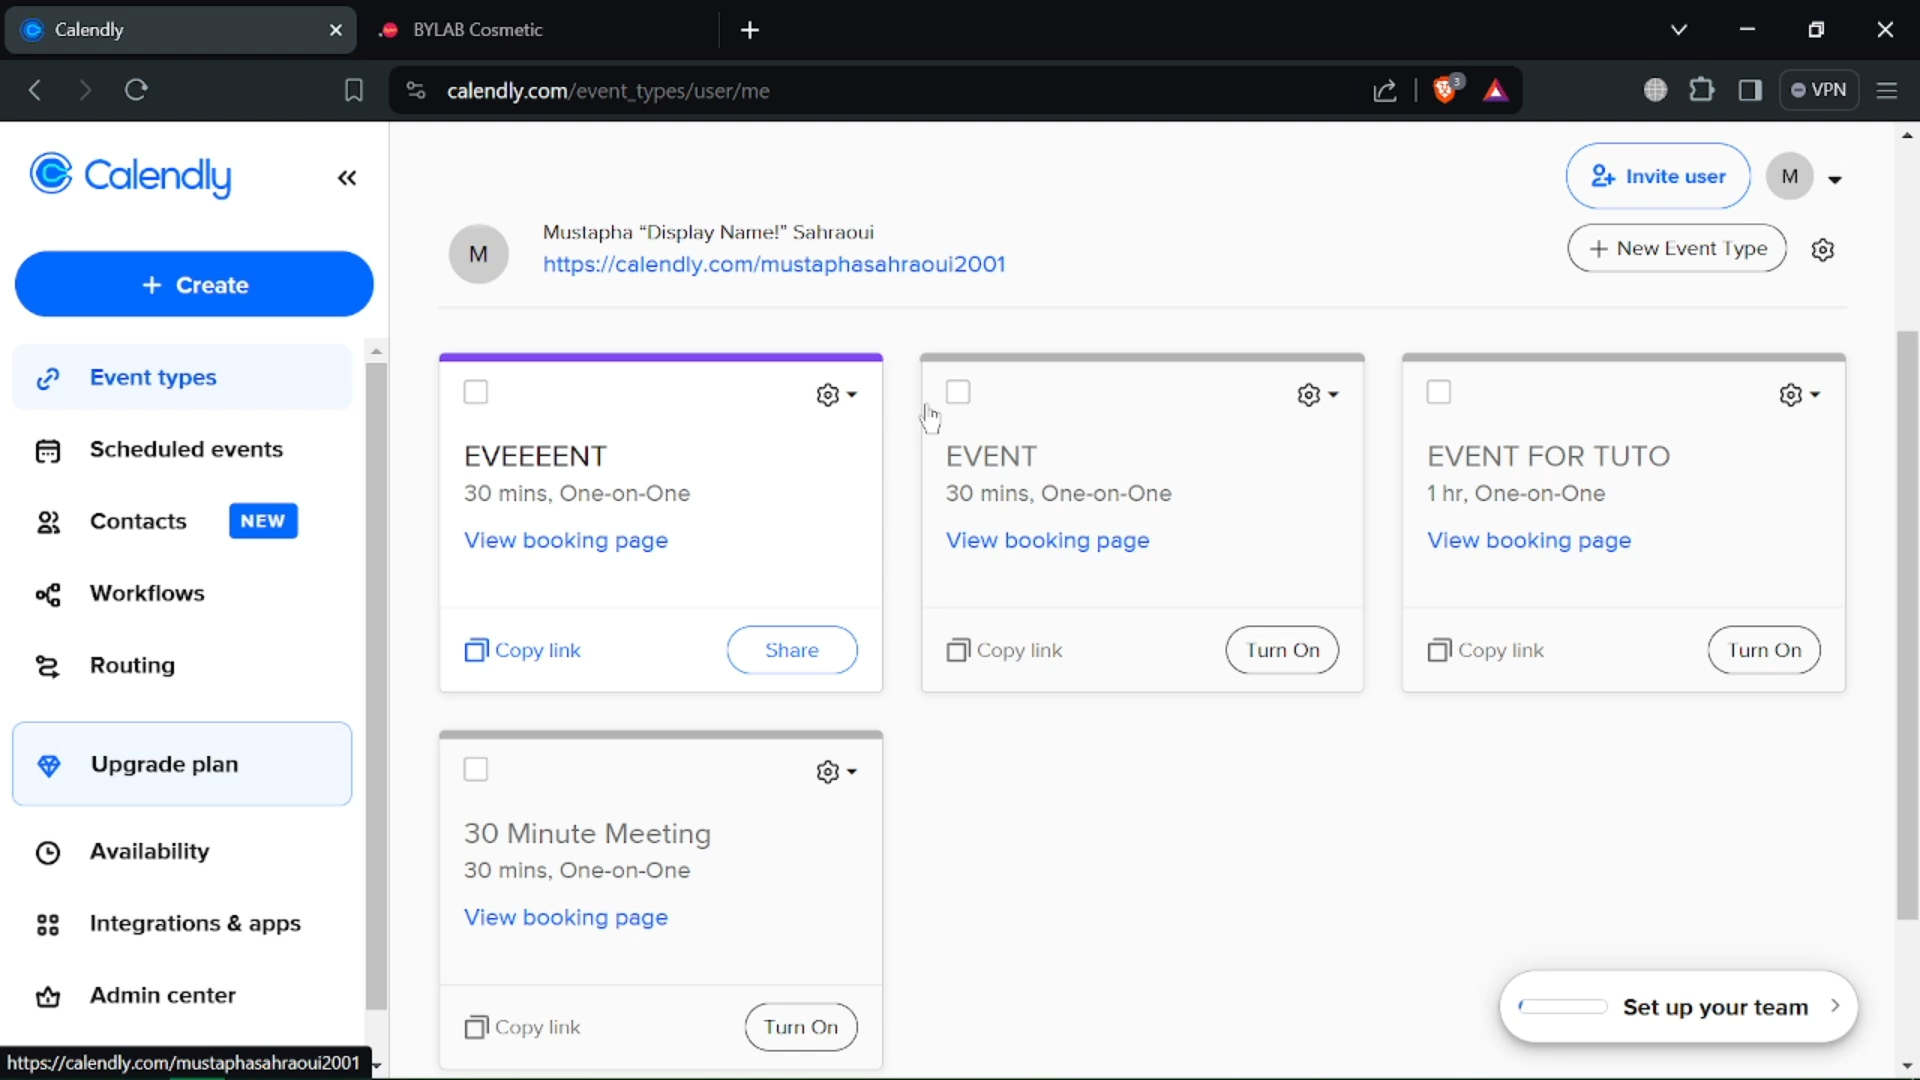 Calendly
BYLAB Cosmetic
calendly.com/event_types/user/me
3
VPN
Calendly
Invite user
M
M
Mustapha “Display Name!” Sahraoui
https://calendly.com/mustaphasahraoui2001
+ New Event Type
+ Create
Event types
Scheduled events
Contacts NEW
Workflows
Routing
Upgrade plan
Availability
Integrations & apps
Admin center
EVEEEENT
30 mins, One-on-One
View booking page
Copy link
Share
EVENT
30 mins, One-on-One
View booking page
Copy link
Turn On
EVENT FOR TUTO
1 hr, One-on-One
View booking page
Copy link
Turn On
30 Minute Meeting
30 mins, One-on-One
View booking page
Copy link
Turn On
Set up your team
https://calendly.com/mustaphasahraoui2001